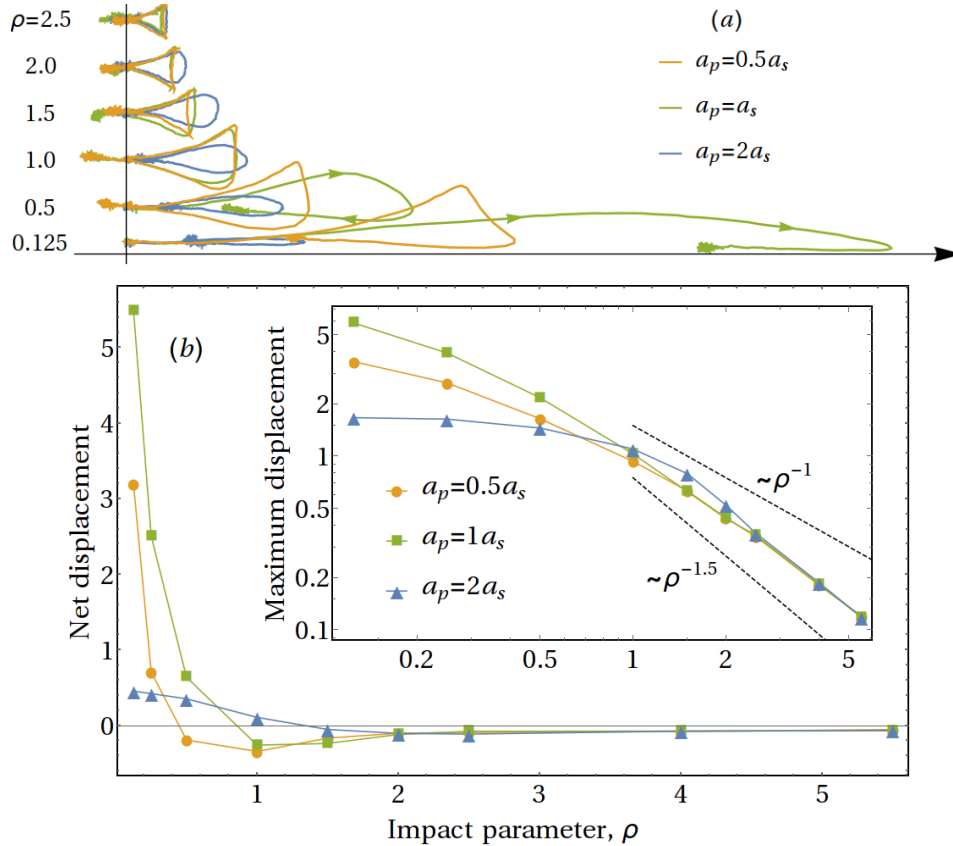 ρ=2.5
(a)
2.0
a_p=0.5a_s
1.5
a_p=a_s
1.0
a_p=2a_s
0.5
0.125
(b)
Net displacement
5
4
3
2
1
0
Maximum displacement
5
2
1
0.5
0.2
0.1
~ρ^-1
~ρ^-1.5
a_p=0.5a_s
a_p=1a_s
a_p=2a_s
0.2
0.5
1
2
5
1
2
3
4
5
Impact parameter, ρ